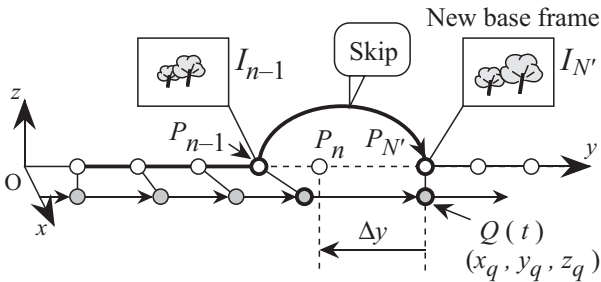 New base frame
I_{n–1}
Skip
I_{N'}
z
P_{n–1}
P_n
P_{N'}
O
y
x
Δy
Q ( t )
(x_q , y_q , z_q )